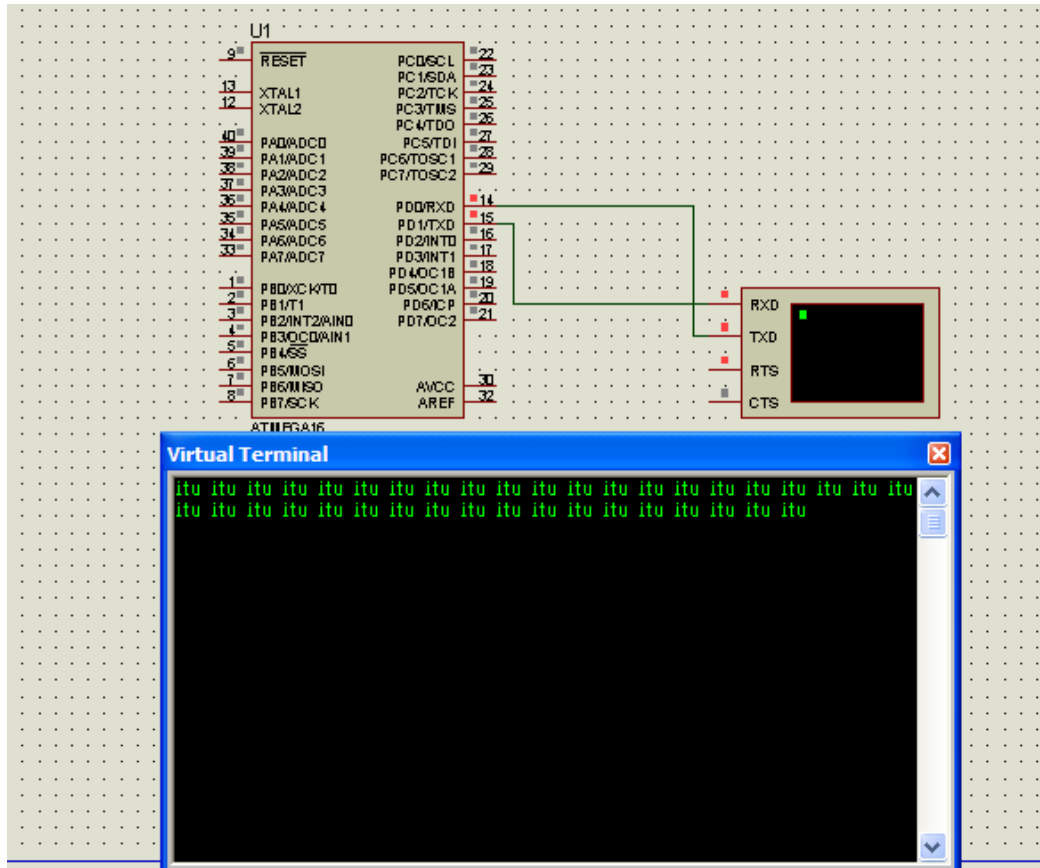 U1
9 RESET PC0/SCL 22
PC1/SDA 23
13 XTAL1 PC2/TCK 24
12 XTAL2 PC3/TMS 25
PC4/TDO 26
40 PA0/ADC0 PC5/TDI 27
39 PA1/ADC1 PC6/TOSC1 28
38 PA2/ADC2 PC7/TOSC2 29
37 PA3/ADC3
36 PA4/ADC4 PD0/RXD 14
35 PA5/ADC5 PD1/TXD 15
34 PA6/ADC6 PD2/INT0 16
33 PA7/ADC7 PD3/INT1 17
PD4/OC1B 18
1 PB0/XCK/T0 PD5/OC1A 19
2 PB1/T1 PD6/ICP 20
3 PB2/INT2/AIN0 PD7/OC2 21
4 PB3/OC0/AIN1
5 PB4/SS
6 PB5/MOSI
7 PB6/MISO AVCC 30
8 PB7/SCK AREF 32
ATMEGA16
RXD
TXD
RTS
CTS
Virtual Terminal
itu itu itu itu itu itu itu itu itu itu itu itu itu itu itu itu itu itu itu itu itu
itu itu itu itu itu itu itu itu itu itu itu itu itu itu itu itu itu itu